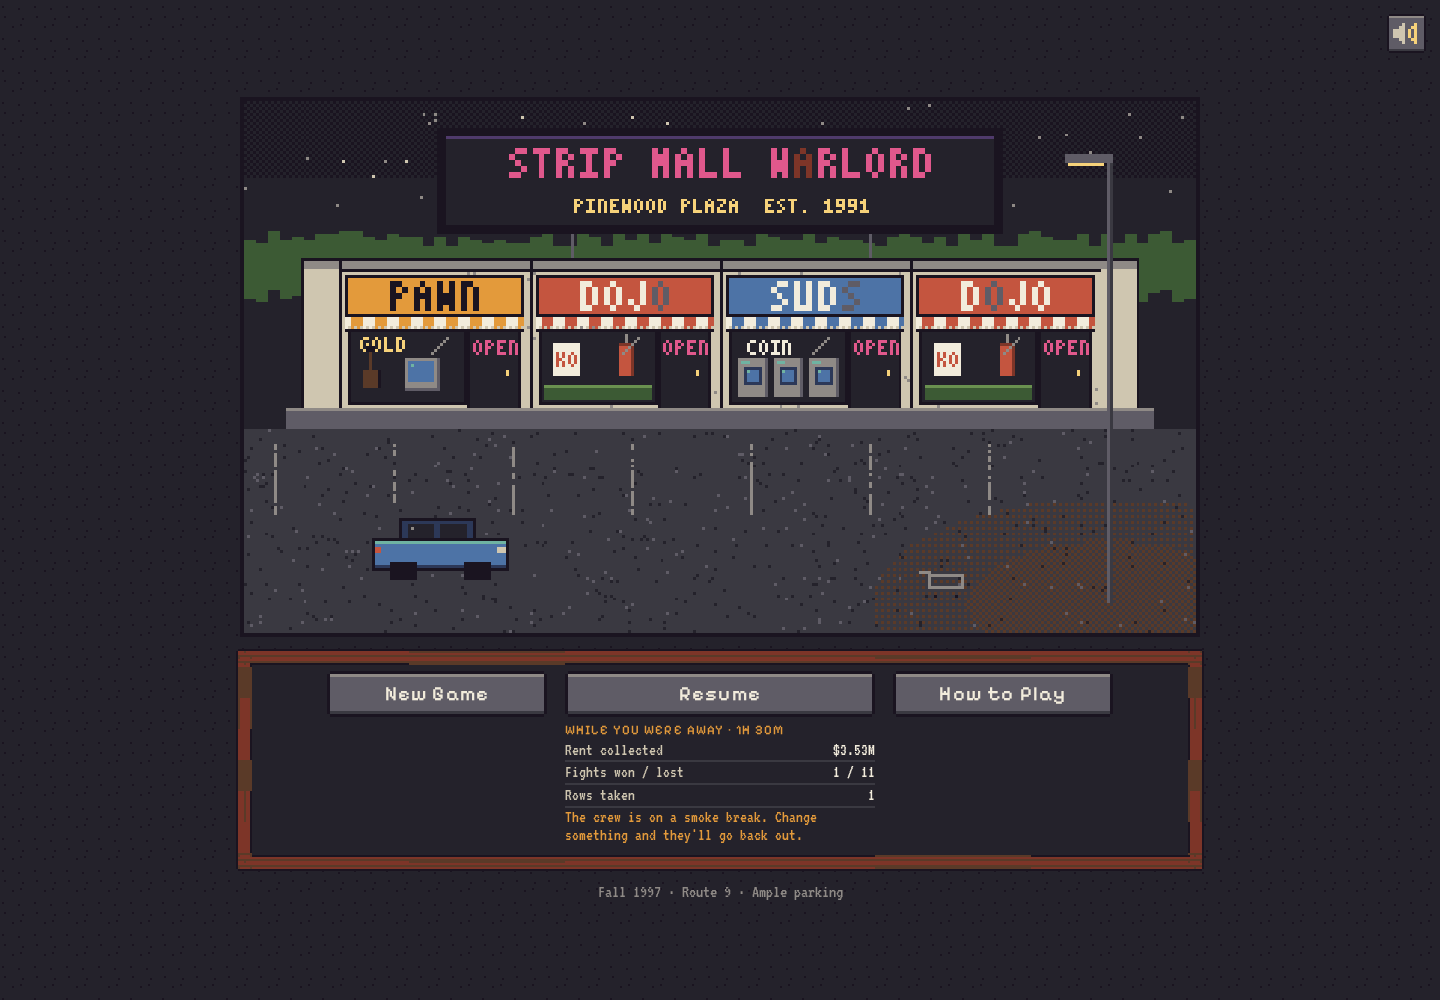 STRIP MALL WARLORD
PINEWOOD PLAZA EST. 1991
PAWN
DOJO
SUDS
DOJO
GOLD
OPEN
KO
OPEN
COIN
OPEN
KO
OPEN
New Game
Resume
How to Play
WHILE YOU WERE AWAY · 1H 30M
Rent collected $3.53M
Fights won / lost 1 / 11
Rows taken 1
The crew is on a smoke break. Change
something and they'll go back out.
Fall 1997 · Route 9 · Ample parking